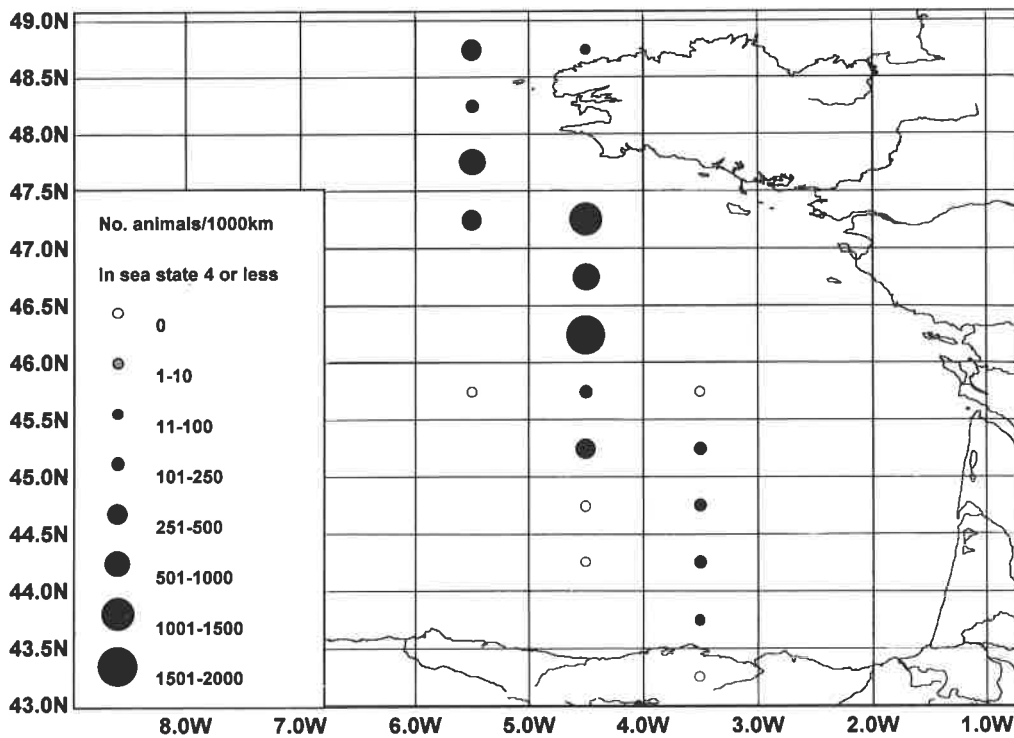 49.0N
48.5N
48.0N
47.5N
47.0N
46.5N
46.0N
45.5N
45.0N
44.5N
44.0N
43.5N
43.0N
No. animals/1000km
In sea state 4 or less
0
1-10
11-100
101-250
251-500
501-1000
1001-1500
1501-2000
8.0W 7.0W 6.0W 5.0W 4.0W 3.0W 2.0W 1.0W